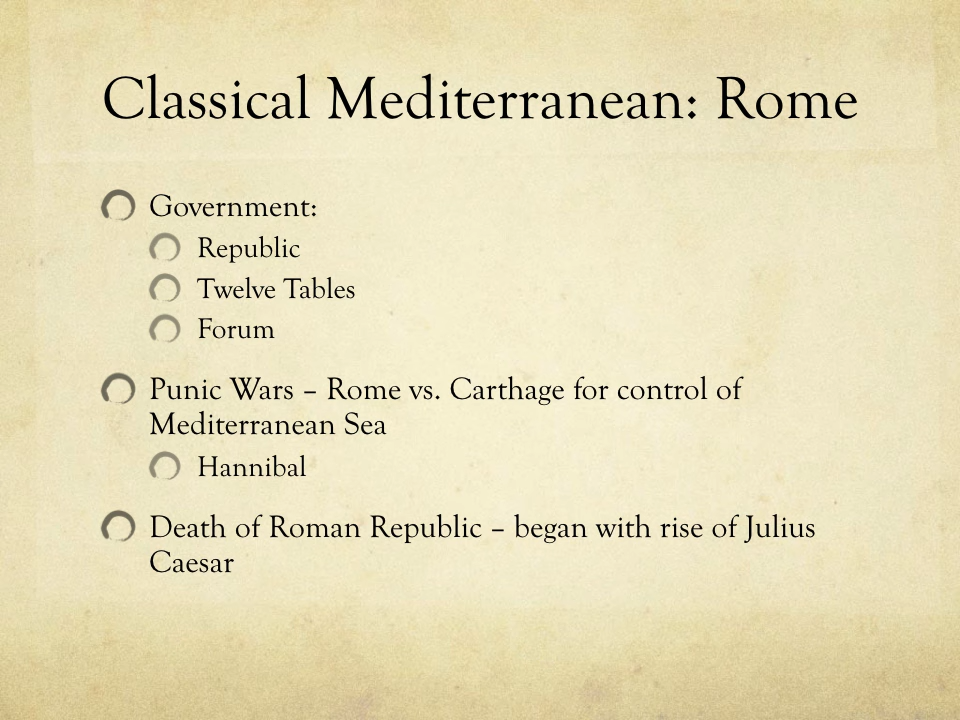 Classical Mediterranean: Rome
Government:
Republic
Twelve Tables
Forum
Punic Wars – Rome vs. Carthage for control of
Mediterranean Sea
Hannibal
Death of Roman Republic – began with rise of Julius
Caesar